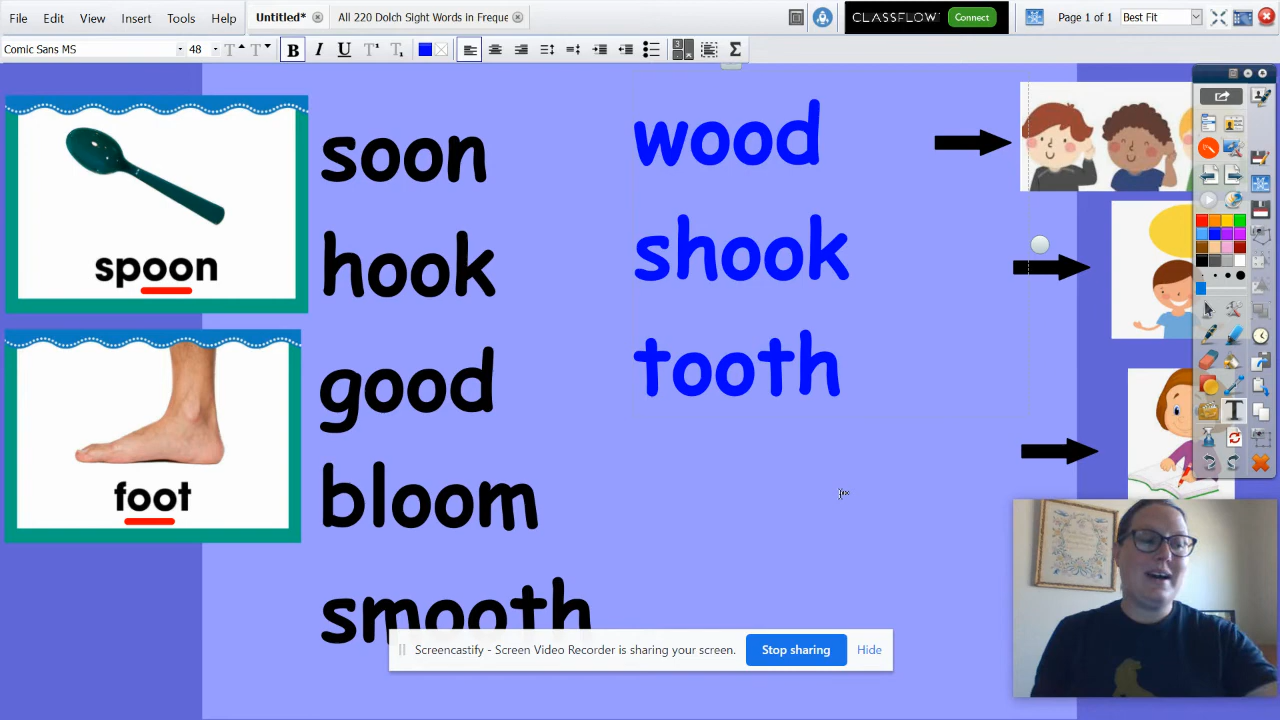 File Edit View Insert Tools Help
Untitled*
All 220 Dolch Sight Words in Freque
CLASSFLOW
Connect
Page 1 of 1
Best Fit
Comic Sans MS
48
B I U
spoon
foot
soon
hook
good
bloom
smooth
wood
shook
tooth
Screencastify - Screen Video Recorder is sharing your screen.
Stop sharing
Hide